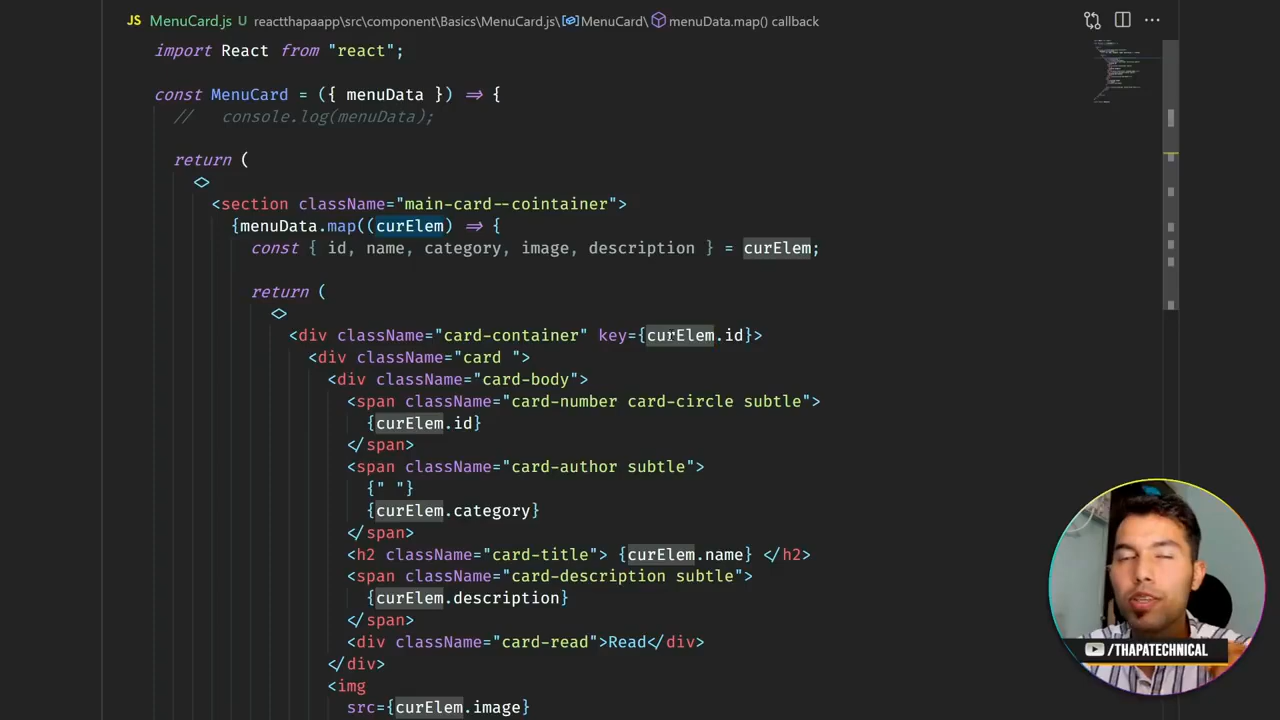 JS MenuCard.js U reactthapaapp\src\component\Basics\MenuCard.js\MenuCard\menuData.map() callback
import React from "react";
const MenuCard = ({ menuData }) => {
//   console.log(menuData);
return (
<>
<section className="main-card--cointainer">
{menuData.map((curElem) => {
const { id, name, category, image, description } = curElem;
return (
<>
<div className="card-container" key={curElem.id}>
<div className="card ">
<div className="card-body">
<span className="card-number card-circle subtle">
{curElem.id}
</span>
<span className="card-author subtle">
{" "}
{curElem.category}
</span>
<h2 className="card-title"> {curElem.name} </h2>
<span className="card-description subtle">
{curElem.description}
</span>
<div className="card-read">Read</div>
</div>
<img
src={curElem.image}
/THAPATECHNICAL